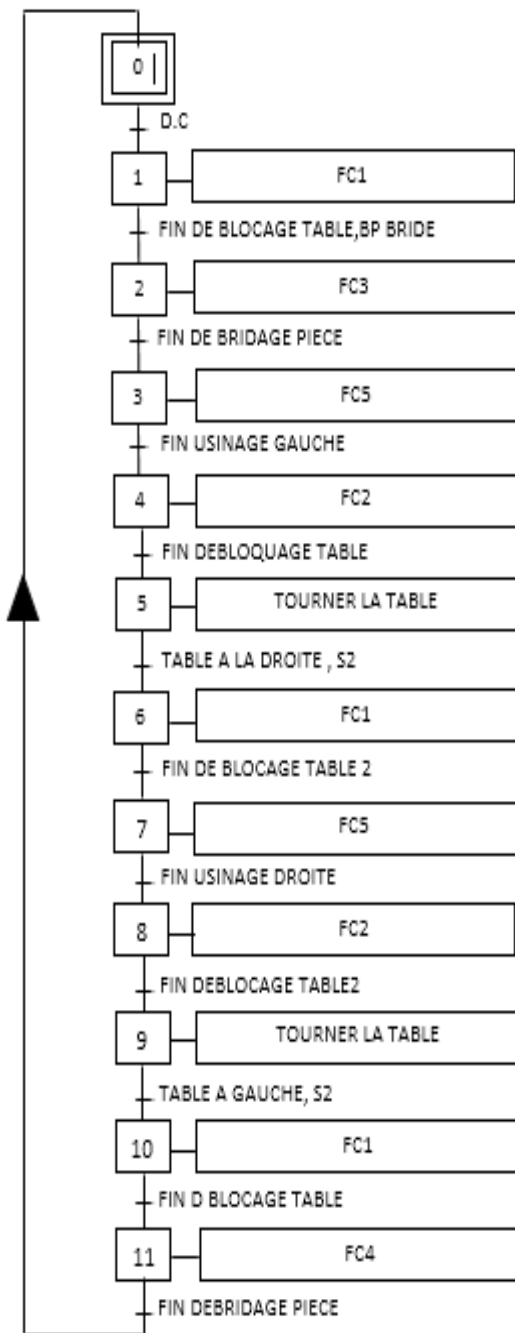 0
D.C
1 FC1
FIN DE BLOCAGE TABLE,BP BRIDE
2 FC3
FIN DE BRIDAGE PIECE
3 FC5
FIN USINAGE GAUCHE
4 FC2
FIN DEBLOQUAGE TABLE
5 TOURNER LA TABLE
TABLE A LA DROITE , S2
6 FC1
FIN DE BLOCAGE TABLE 2
7 FC5
FIN USINAGE DROITE
8 FC2
FIN DEBLOCAGE TABLE2
9 TOURNER LA TABLE
TABLE A GAUCHE, S2
10 FC1
FIN D BLOCAGE TABLE
11 FC4
FIN DEBRIDAGE PIECE